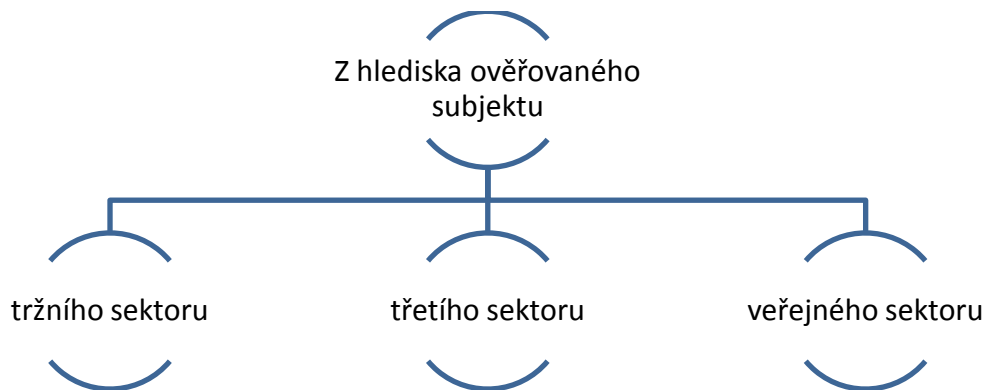 Z hlediska ověřovaného
subjektu
tržního sektoru
třetího sektoru
veřejného sektoru